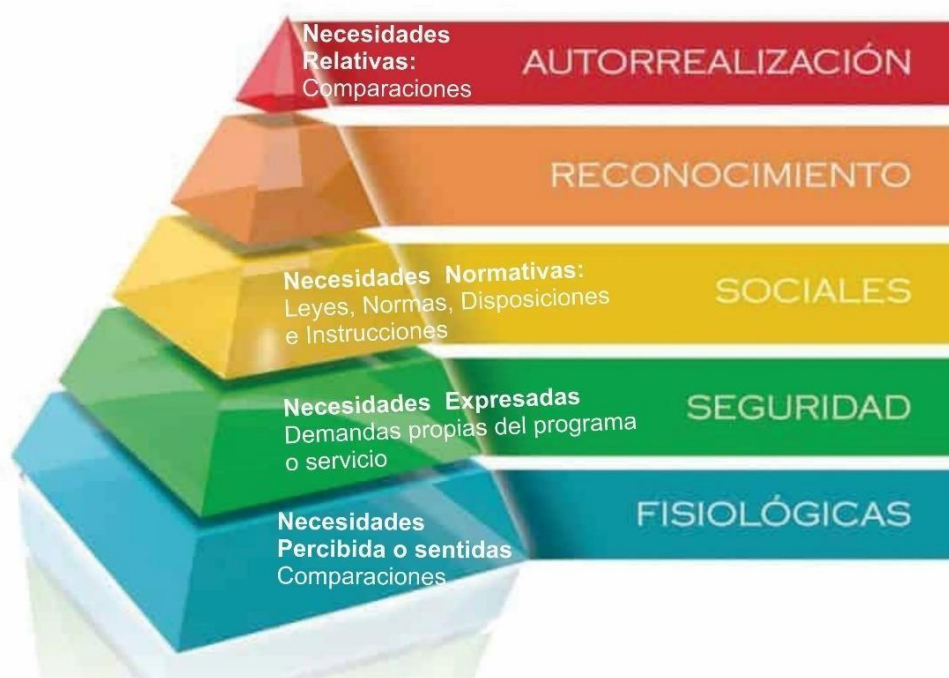 Necesidades
Relativas:
Comparaciones
AUTORREALIZACIÓN
RECONOCIMIENTO
Necesidades Normativas:
Leyes, Normas, Disposiciones
e Instrucciones
SOCIALES
Necesidades Expresadas
Demandas propias del programa
o servicio
SEGURIDAD
Necesidades
Percibida o sentidas
Comparaciones
FISIOLÓGICAS